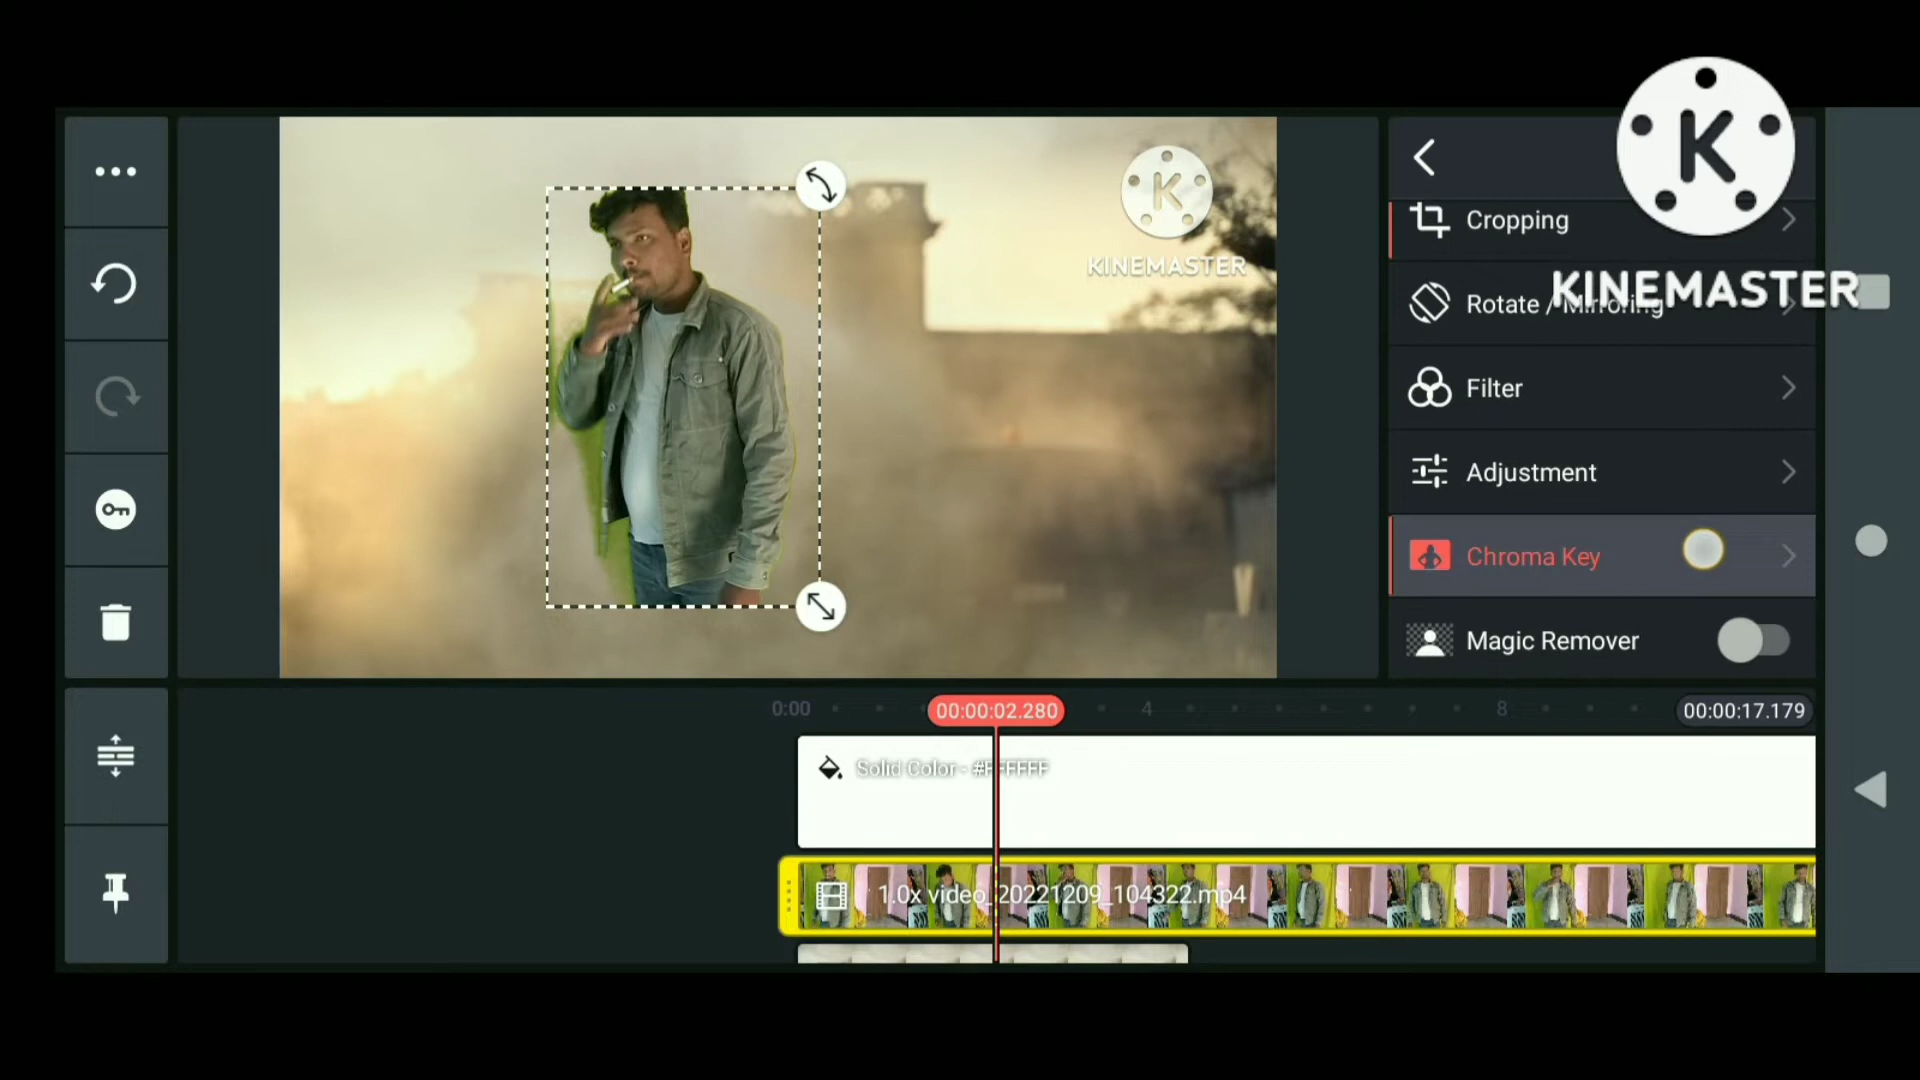 K
KINEMASTER
K
KINEMASTER
Cropping
Rotate / Mirroring
Filter
Adjustment
Chroma Key
Magic Remover
0:00
00:00:02.280
4
8
00:00:17.179
Solid Color - #FFFFFF
1.0x video_20221209_104322.mp4